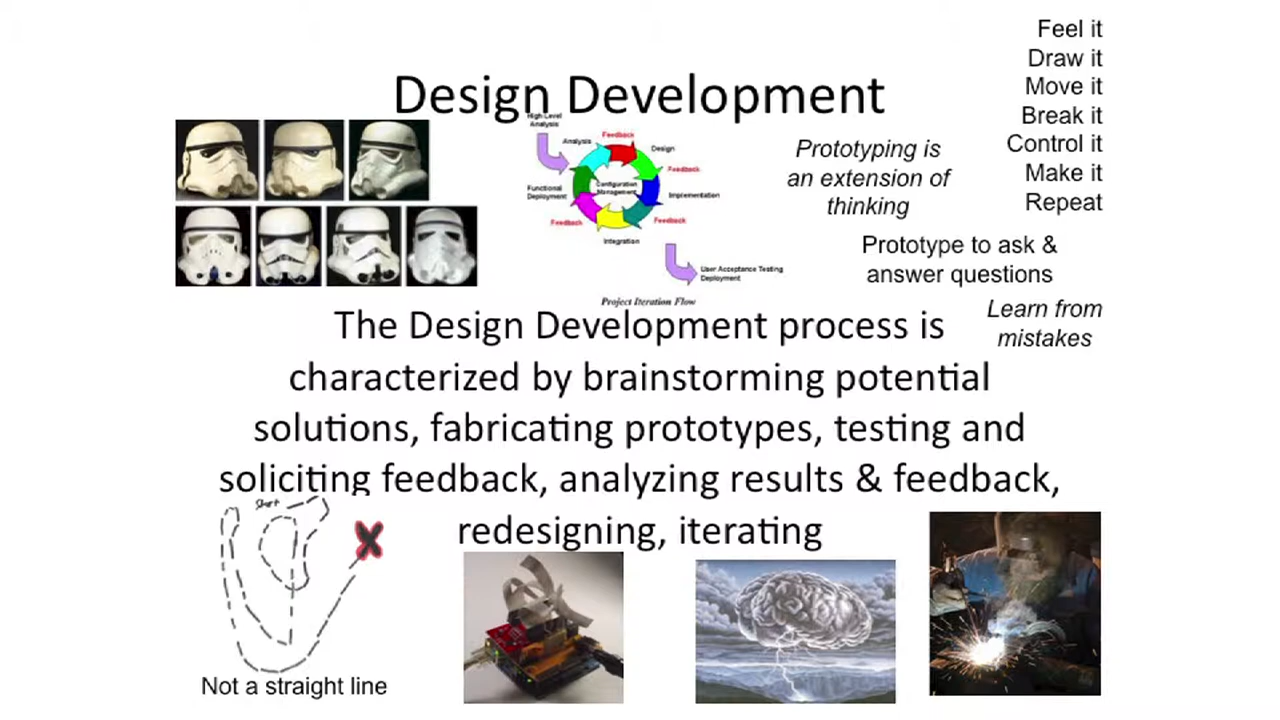 Feel it
Draw it
Move it
Break it
Control it
Make it
Repeat
Design Development
High Level
Analysis
Analysis
Feedback
Design
Feedback
Functional
Deployment
Configuration
Management
Implementation
Feedback
Feedback
Integration
User Acceptance Testing
Deployment
Project Iteration Flow
Prototyping is
an extension of
thinking
Prototype to ask &
answer questions
Learn from
mistakes
The Design Development process is
characterized by brainstorming potential
solutions, fabricating prototypes, testing and
soliciting feedback, analyzing results & feedback,
redesigning, iterating
Start
X
Not a straight line